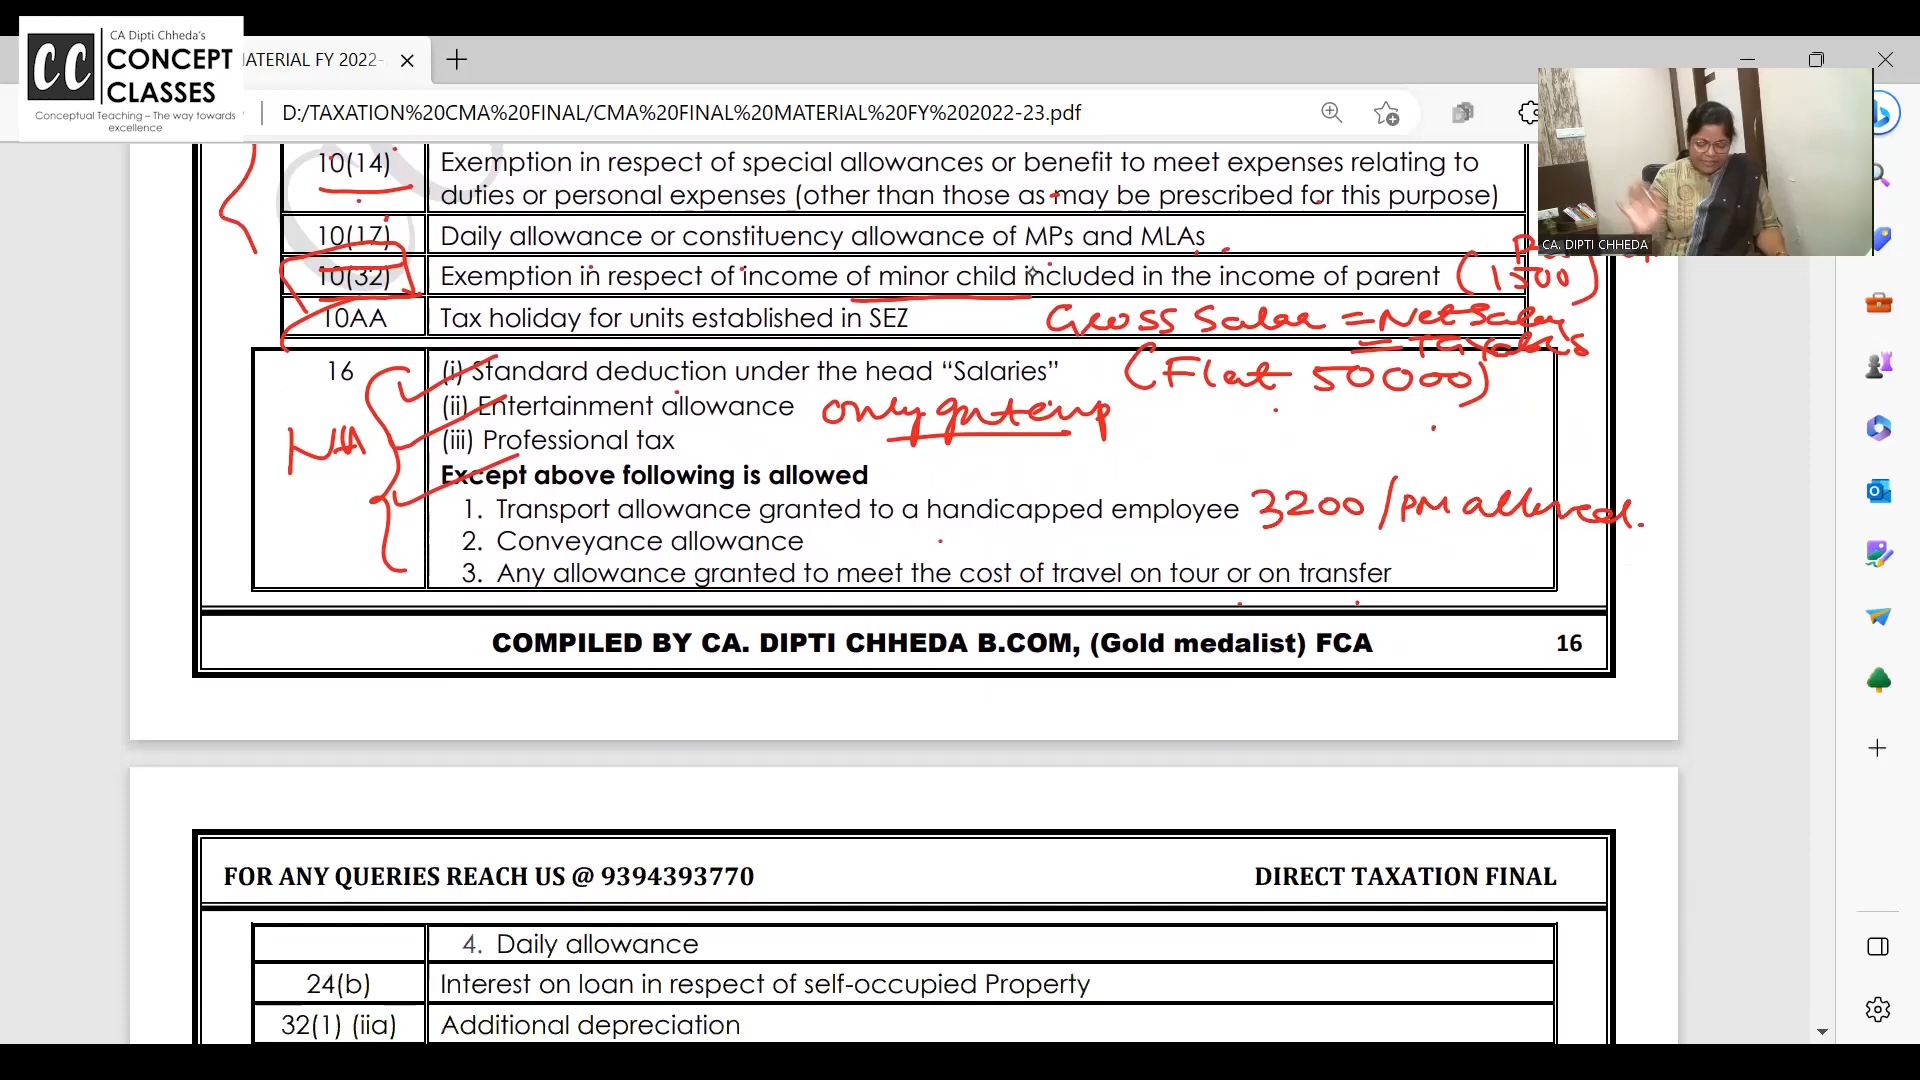 CC
CA Dipti Chheda's
CONCEPT
CLASSES
Conceptual Teaching – The way towards
excellence
ATERIAL FY 2022-
D:/TAXATION%20CMA%20FINAL/CMA%20FINAL%20MATERIAL%20FY%202022-23.pdf
CA. DIPTI CHHEDA
10(14) Exemption in respect of special allowances or benefit to meet expenses relating to
duties or personal expenses (other than those as may be prescribed for this purpose)
10(17) Daily allowance or constituency allowance of MPs and MLAs
10(32) Exemption in respect of income of minor child included in the income of parent (1500)
10AA Tax holiday for units established in SEZ Gross Salar = Net Salary
= Taxable
16 (i) Standard deduction under the head “Salaries” (Flat 50000)
(ii) Entertainment allowance only gntemp
NA (iii) Professional tax
Except above following is allowed
1. Transport allowance granted to a handicapped employee 3200/PM allowed.
2. Conveyance allowance
3. Any allowance granted to meet the cost of travel on tour or on transfer
COMPILED BY CA. DIPTI CHHEDA B.COM, (Gold medalist) FCA 16
FOR ANY QUERIES REACH US @ 9394393770 DIRECT TAXATION FINAL
4. Daily allowance
24(b) Interest on loan in respect of self-occupied Property
32(1) (iia) Additional depreciation